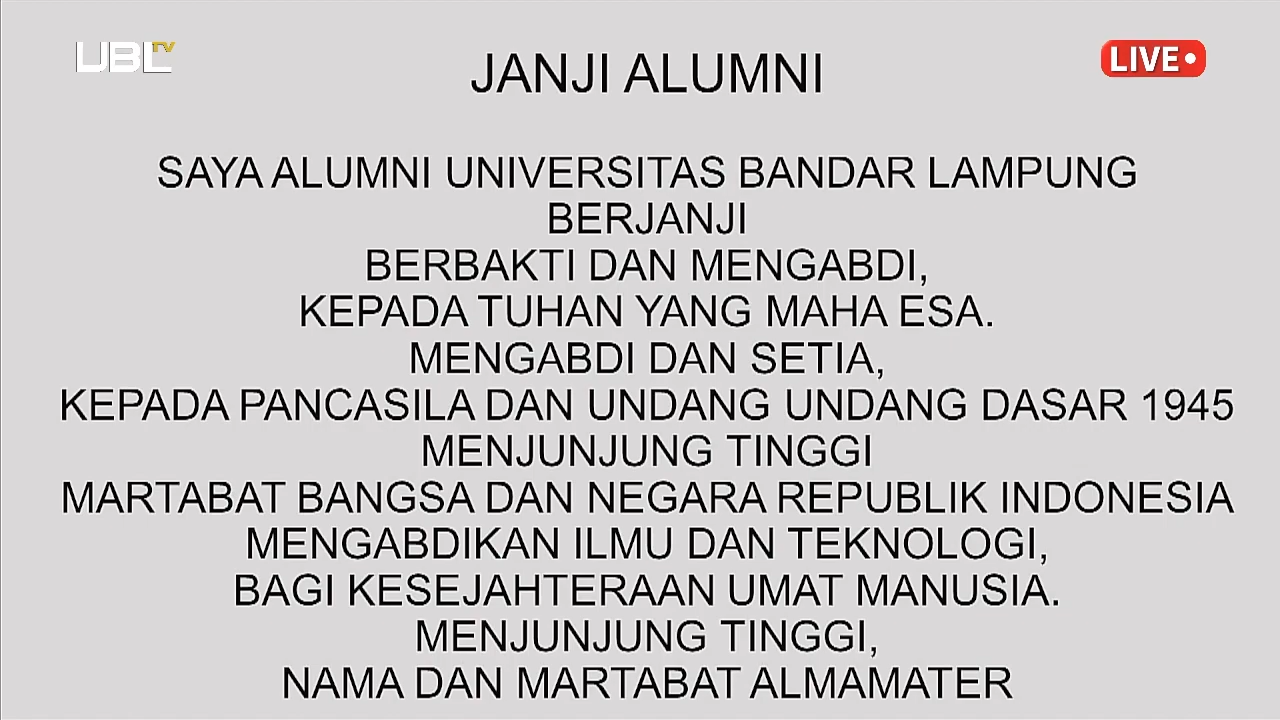 UBL TV
LIVE
JANJI ALUMNI
SAYA ALUMNI UNIVERSITAS BANDAR LAMPUNG
BERJANJI
BERBAKTI DAN MENGABDI,
KEPADA TUHAN YANG MAHA ESA.
MENGABDI DAN SETIA,
KEPADA PANCASILA DAN UNDANG UNDANG DASAR 1945
MENJUNJUNG TINGGI
MARTABAT BANGSA DAN NEGARA REPUBLIK INDONESIA
MENGABDIKAN ILMU DAN TEKNOLOGI,
BAGI KESEJAHTERAAN UMAT MANUSIA.
MENJUNJUNG TINGGI,
NAMA DAN MARTABAT ALMAMATER